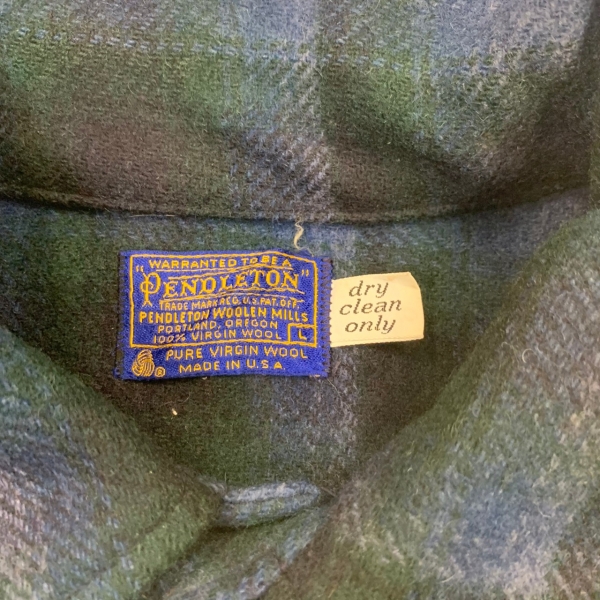 WARRANTED TO BE A
"PENDLETON"
TRADE MARK REG. U.S. PAT. OFF.
PENDLETON WOOLEN MILLS
PORTLAND, OREGON
100% VIRGIN WOOL L
PURE VIRGIN WOOL
® MADE IN U.S.A
dry
clean
only